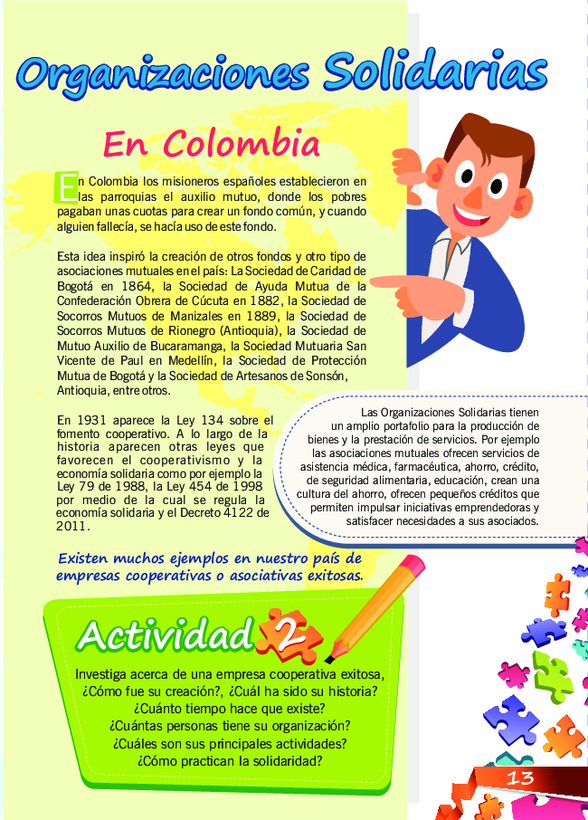 Organizaciones Solidarias
En Colombia
En Colombia los misioneros españoles establecieron en
las parroquias el auxilio mutuo, donde los pobres
pagaban unas cuotas para crear un fondo común, y cuando
alguien fallecía, se hacía uso de este fondo.
Esta idea inspiró la creación de otros fondos y otro tipo de
asociaciones mutuales en el país: La Sociedad de Caridad de
Bogotá en 1864, la Sociedad de Ayuda Mutua de la
Confederación Obrera de Cúcuta en 1882, la Sociedad de
Socorros Mutuos de Manizales en 1889, la Sociedad de
Socorros Mutuos de Rionegro (Antioquia), la Sociedad de
Mutuo Auxilio de Bucaramanga, la Sociedad Mutuaria San
Vicente de Paul en Medellín, la Sociedad de Protección
Mutua de Bogotá y la Sociedad de Artesanos de Sonsón,
Antioquia, entre otros.
En 1931 aparece la Ley 134 sobre el
fomento cooperativo. A lo largo de la
historia aparecen otras leyes que
favorecen el cooperativismo y la
economía solidaria como por ejemplo la
Ley 79 de 1988, la Ley 454 de 1998
por medio de la cual se regula la
economía solidaria y el Decreto 4122 de
2011.
Las Organizaciones Solidarias tienen
un amplio portafolio para la producción de
bienes y la prestación de servicios. Por ejemplo
las asociaciones mutuales ofrecen servicios de
asistencia médica, farmacéutica, ahorro, crédito,
de seguridad alimentaria, educación, crean una
cultura del ahorro, ofrecen pequeños créditos que
permiten impulsar iniciativas emprendedoras y
satisfacer necesidades a sus asociados.
Existen muchos ejemplos en nuestro país de
empresas cooperativas o asociativas exitosas.
Actividad 2
Investiga acerca de una empresa cooperativa exitosa,
¿Cómo fue su creación?, ¿Cuál ha sido su historia?
¿Cuánto tiempo hace que existe?
¿Cuántas personas tiene su organización?
¿Cuáles son sus principales actividades?
¿Cómo practican la solidaridad?
13